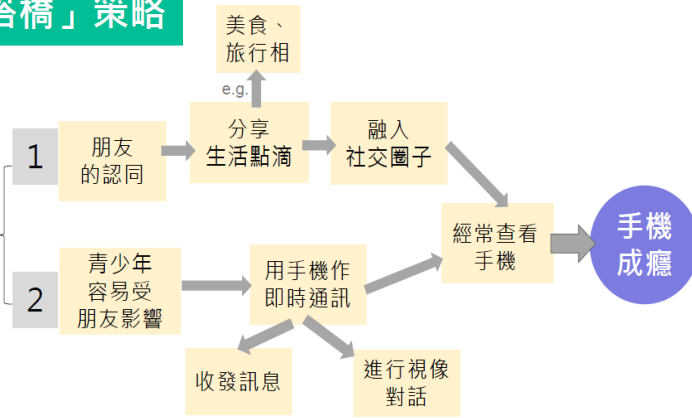 搭橋」策略
美食、
旅行相
e.g.
1
朋友
的認同
分享
生活點滴
融入
社交圈子
經常查看
手機
手機
成癮
2
青少年
容易受
朋友影響
用手機作
即時通訊
收發訊息
進行視像
對話